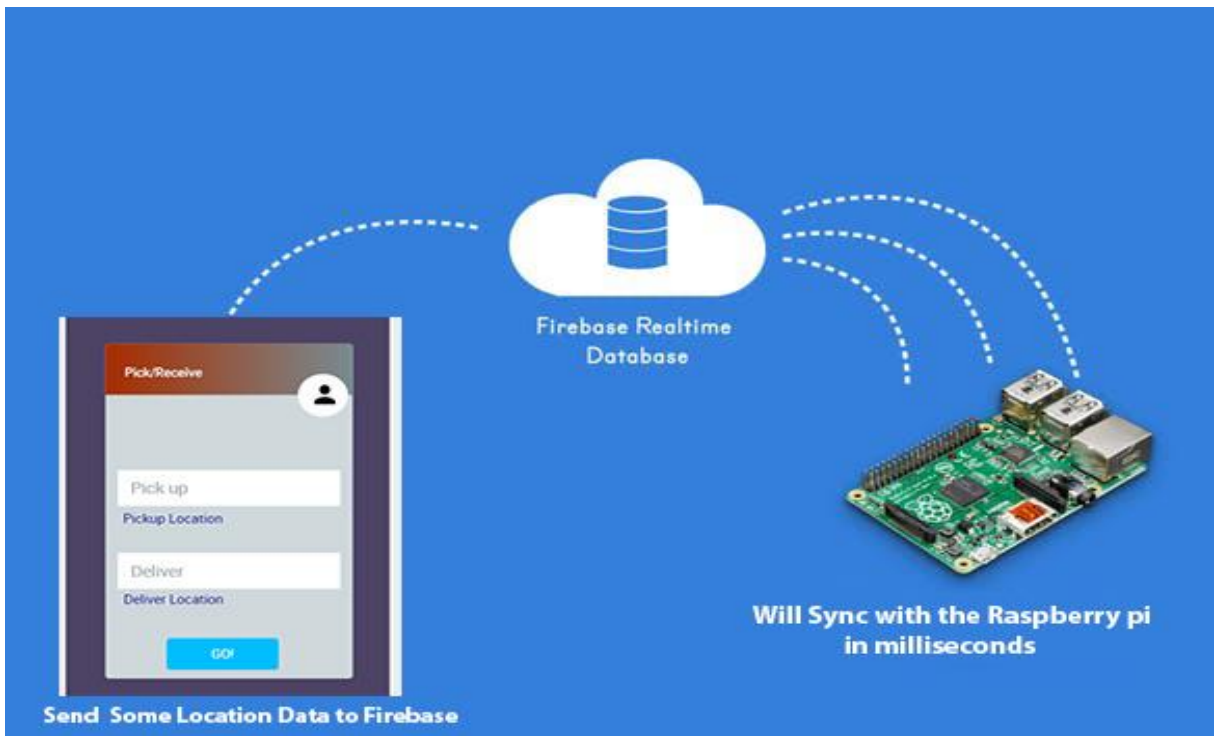 Firebase Realtime
Database
Pick/Receive
Pick up
Pickup Location
Deliver
Deliver Location
GO!
Send Some Location Data to Firebase
Will Sync with the Raspberry pi
in milliseconds